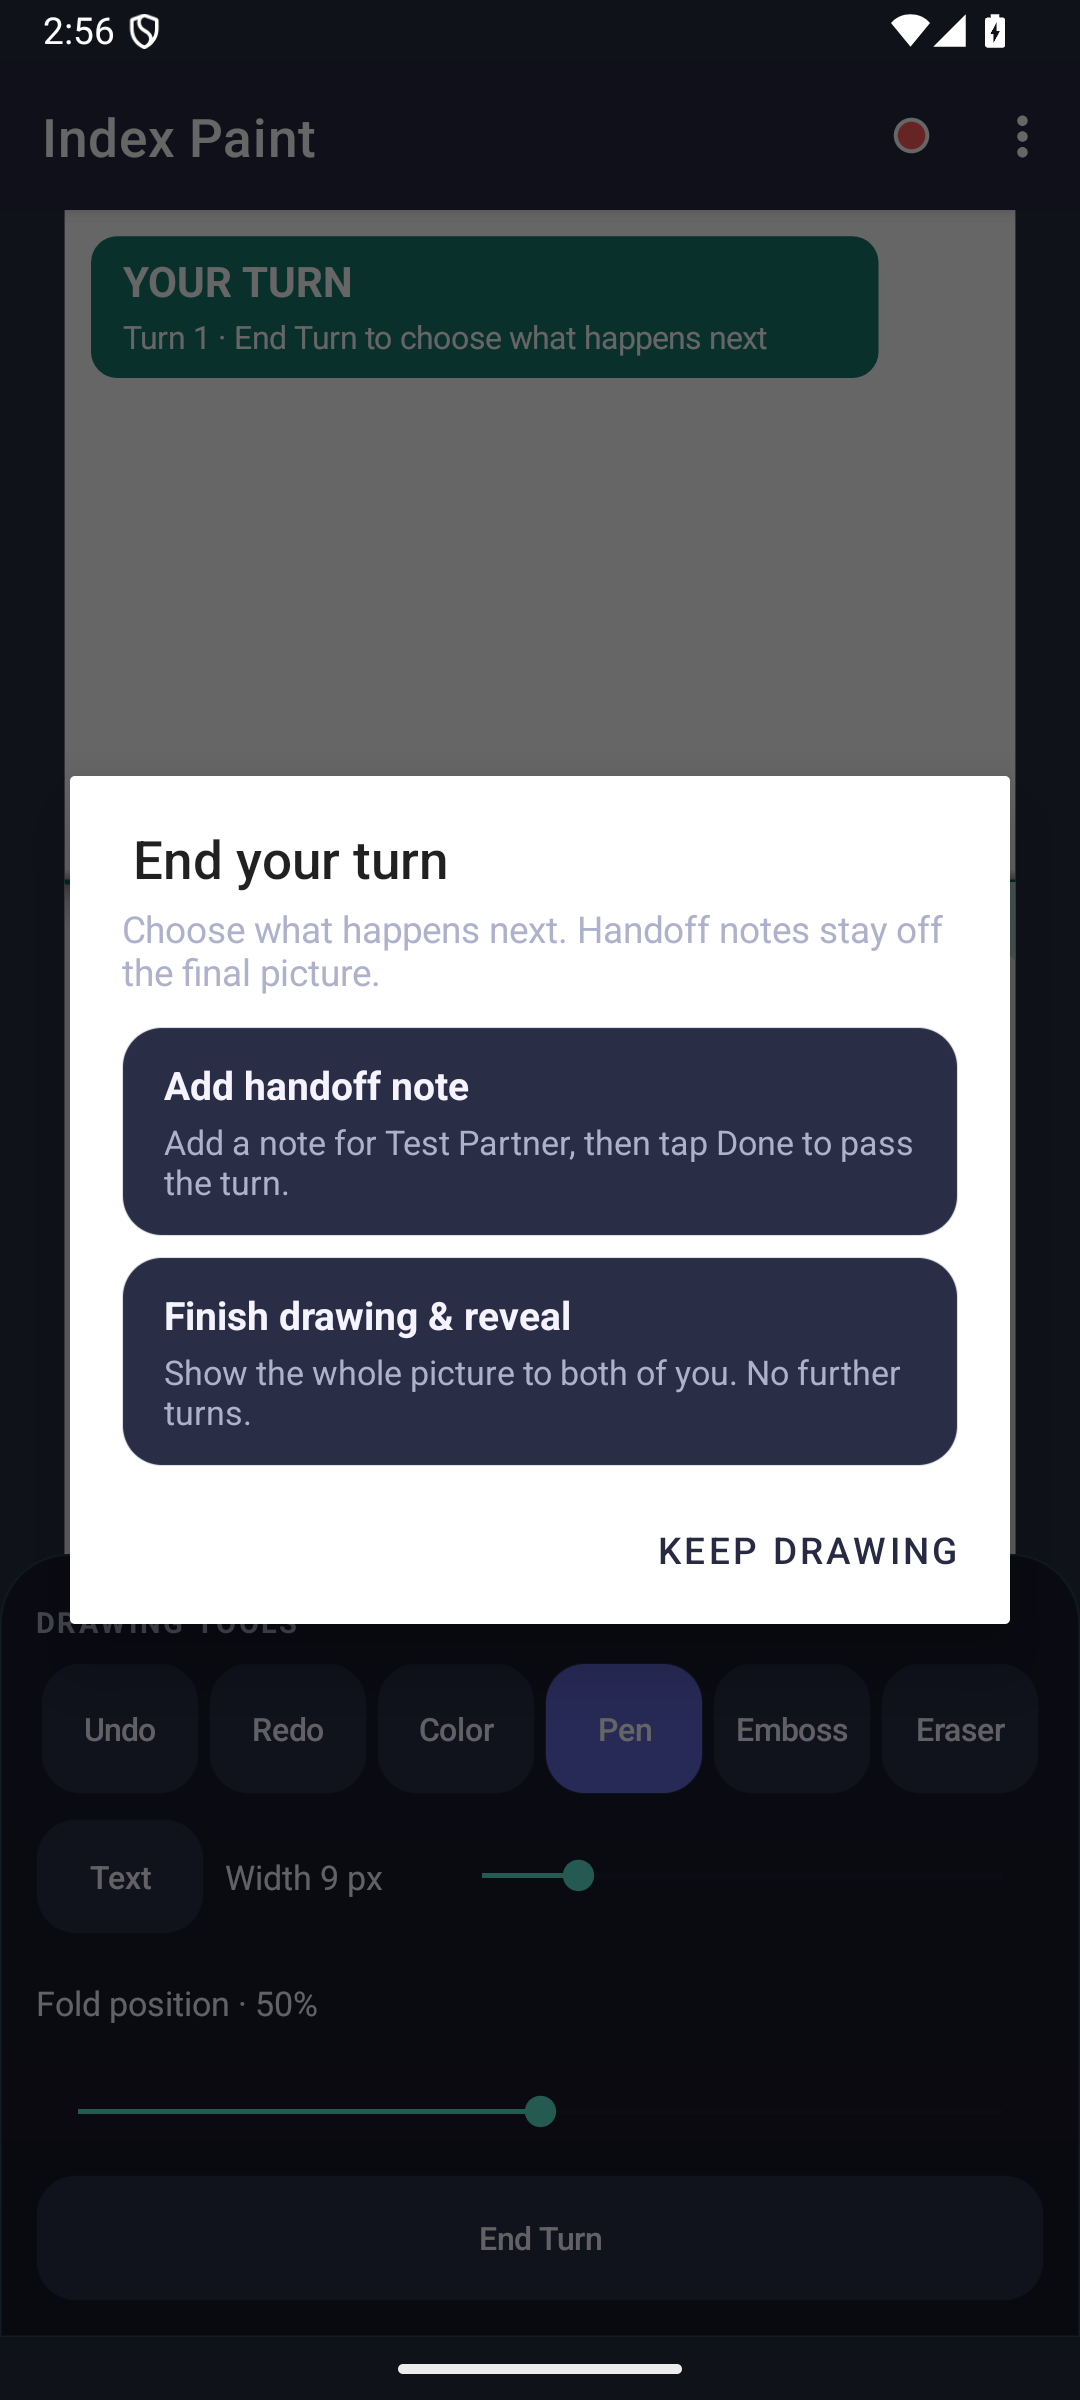 2:56
Index Paint
YOUR TURN
Turn 1 · End Turn to choose what happens next
End your turn
Choose what happens next. Handoff notes stay off
the final picture.
Add handoff note
Add a note for Test Partner, then tap Done to pass
the turn.
Finish drawing & reveal
Show the whole picture to both of you. No further
turns.
KEEP DRAWING
DRAWING TOOLS
Undo Redo Color Pen Emboss Eraser
Text Width 9 px
Fold position · 50%
End Turn